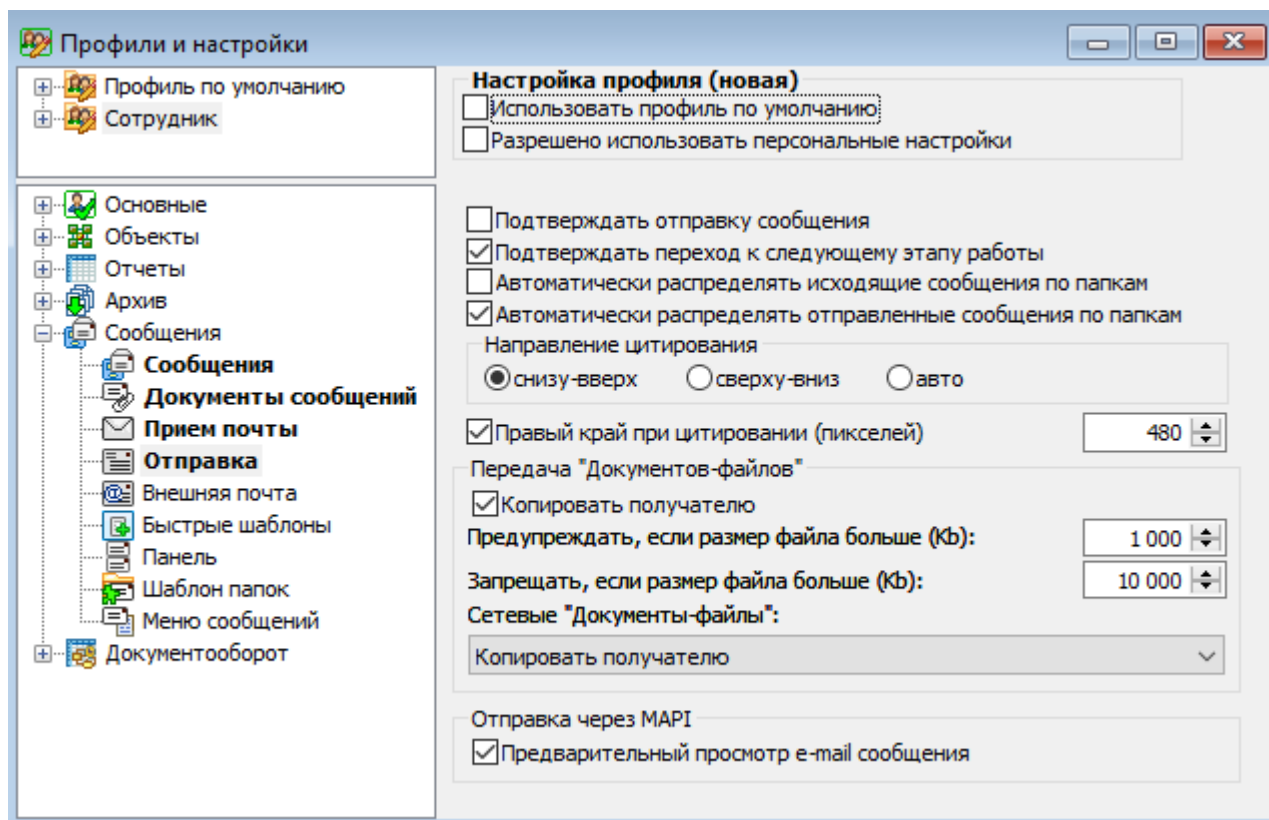 Профили и настройки
Профиль по умолчанию
Сотрудник
Основные
Объекты
Отчеты
Архив
Сообщения
Сообщения
Документы сообщений
Прием почты
Отправка
Внешняя почта
Быстрые шаблоны
Панель
Шаблон папок
Меню сообщений
Документооборот
Настройка профиля (новая)
Использовать профиль по умолчанию
Разрешено использовать персональные настройки
Подтверждать отправку сообщения
Подтверждать переход к следующему этапу работы
Автоматически распределять исходящие сообщения по папкам
Автоматически распределять отправленные сообщения по папкам
Направление цитирования
снизу-вверх сверху-вниз авто
Правый край при цитировании (пикселей) 480
Передача "Документов-файлов"
Копировать получателю
Предупреждать, если размер файла больше (Kb): 1 000
Запрещать, если размер файла больше (Kb): 10 000
Сетевые "Документы-файлы":
Копировать получателю
Отправка через MAPI
Предварительный просмотр e-mail сообщения